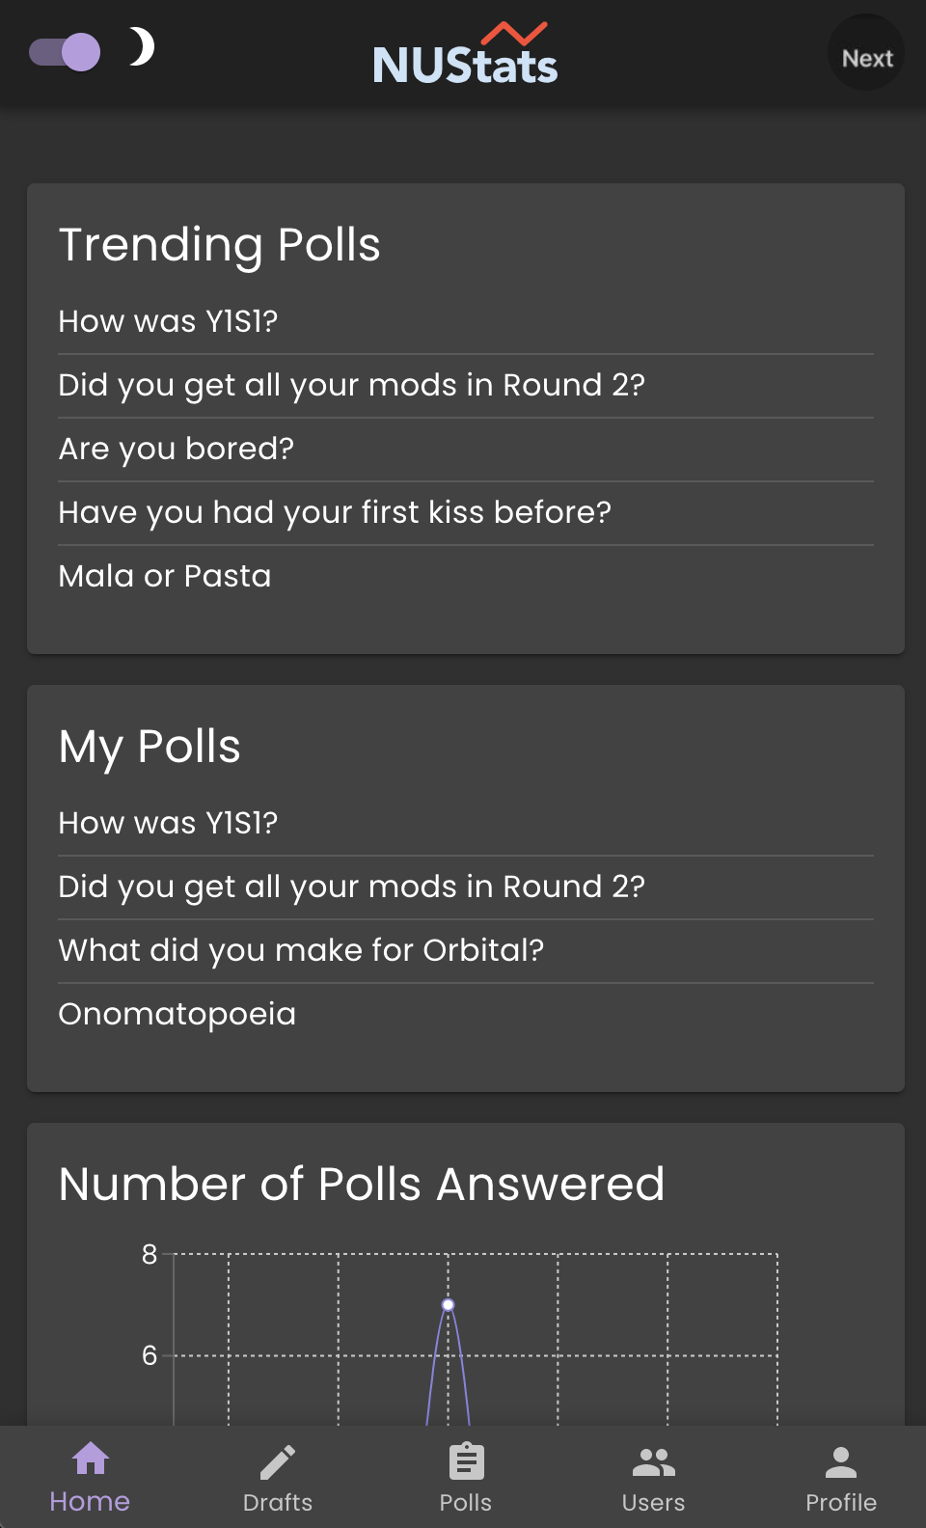 NUStats
Next
Trending Polls
How was Y1S1?
Did you get all your mods in Round 2?
Are you bored?
Have you had your first kiss before?
Mala or Pasta
My Polls
How was Y1S1?
Did you get all your mods in Round 2?
What did you make for Orbital?
Onomatopoeia
Number of Polls Answered
8
6
Home
Drafts
Polls
Users
Profile